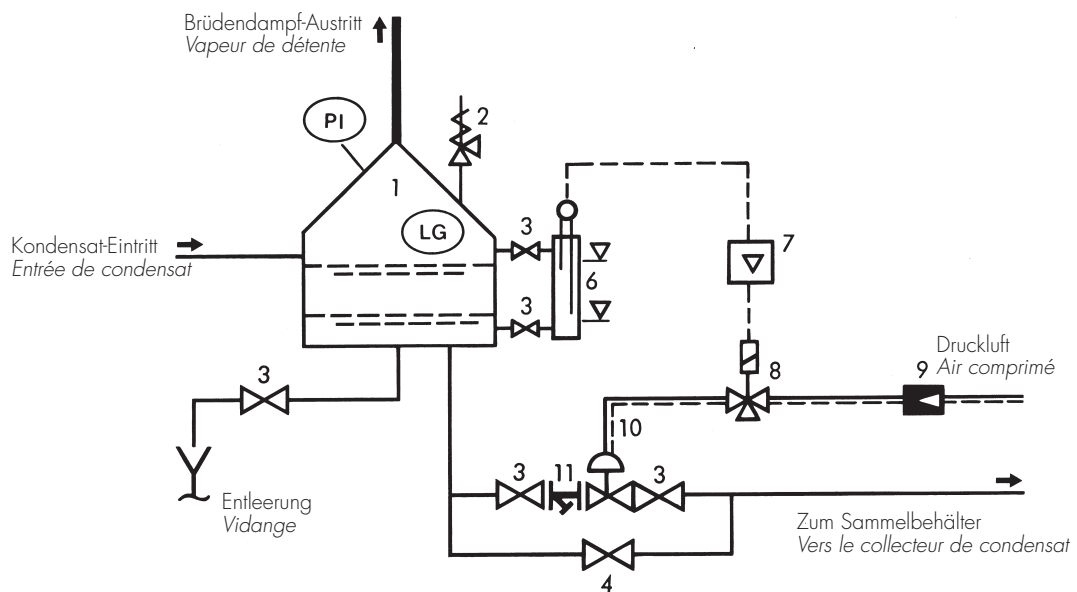 Brüdendampf-Austritt
Vapeur de détente
PI
2
1
LG
3
Kondensat-Eintritt
Entrée de condensat
6
7
3
3
8
9
Druckluft
Air comprimé
10
Entleerung
Vidange
3
11
3
Zum Sammelbehälter
Vers le collecteur de condensat
4